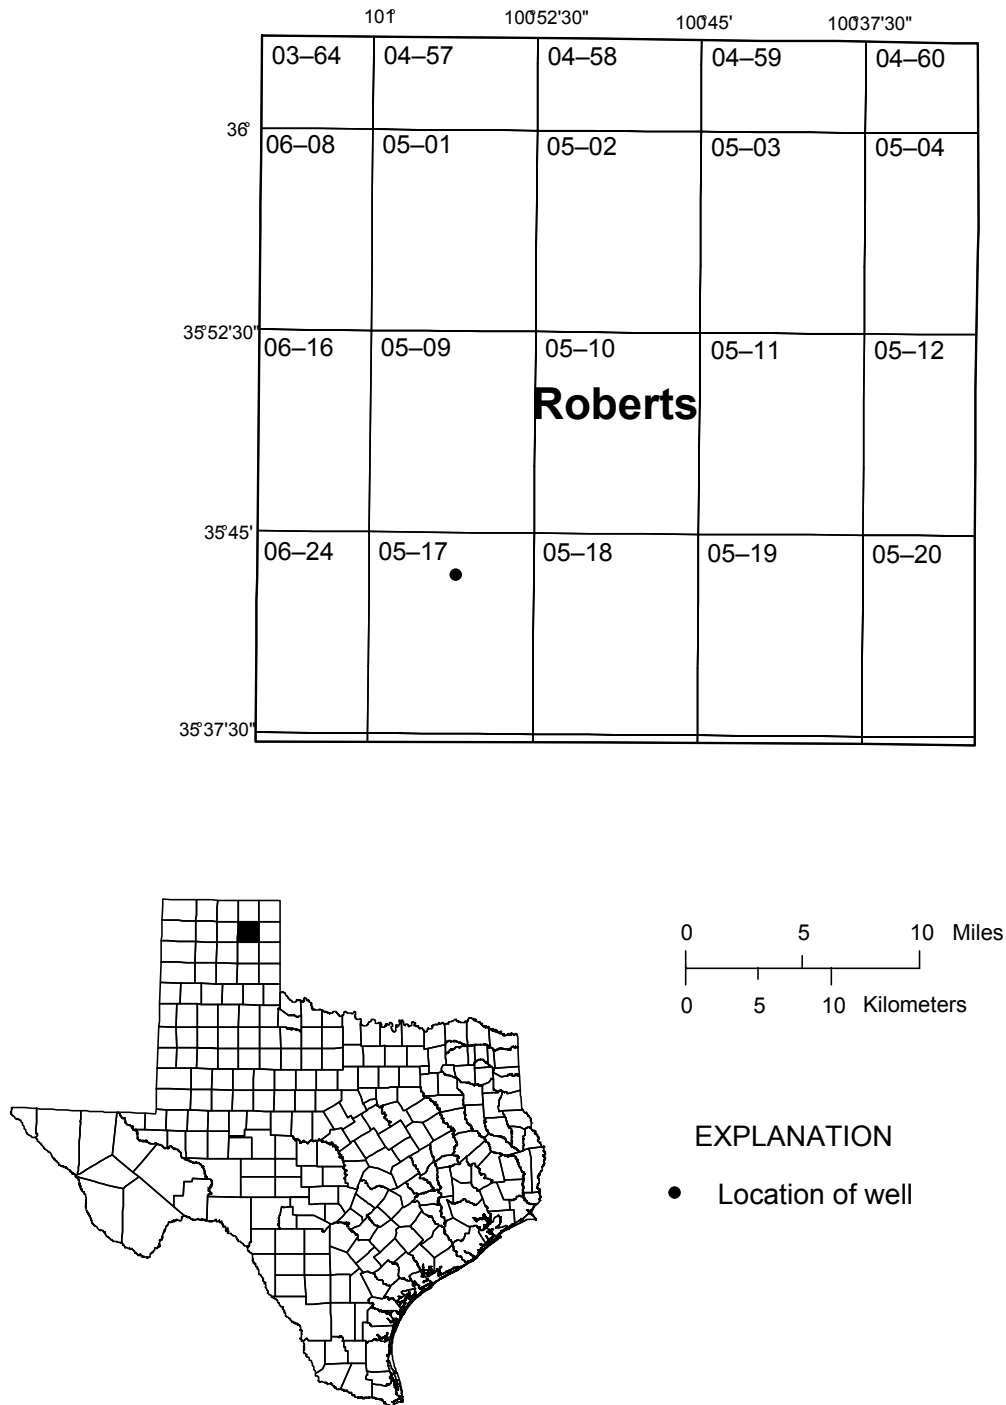 101° 100°52'30" 100°45' 100°37'30"
03–64 04–57 04–58 04–59 04–60
36°
06–08 05–01 05–02 05–03 05–04
35°52'30"
06–16 05–09 05–10 05–11 05–12
Roberts
35°45'
06–24 05–17 05–18 05–19 05–20
35°37'30"
0 5 10 Miles
0 5 10 Kilometers
EXPLANATION
Location of well